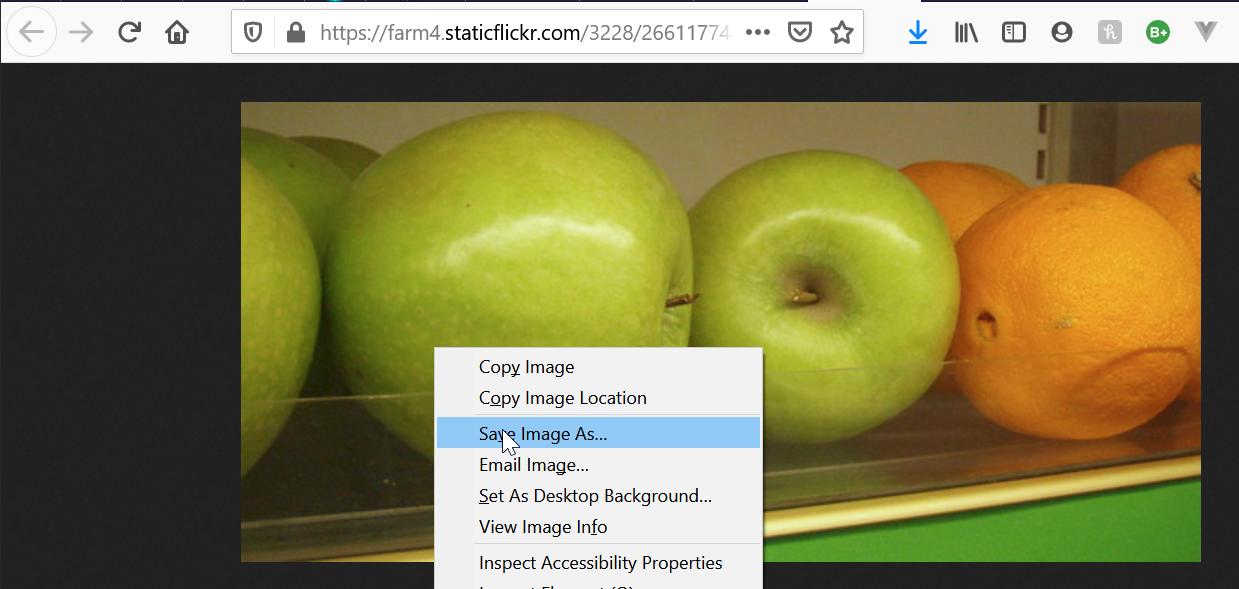 https://farm4.staticflickr.com/3228/26611774
B+
Copy Image
Copy Image Location
Save Image As...
Email Image...
Set As Desktop Background...
View Image Info
Inspect Accessibility Properties